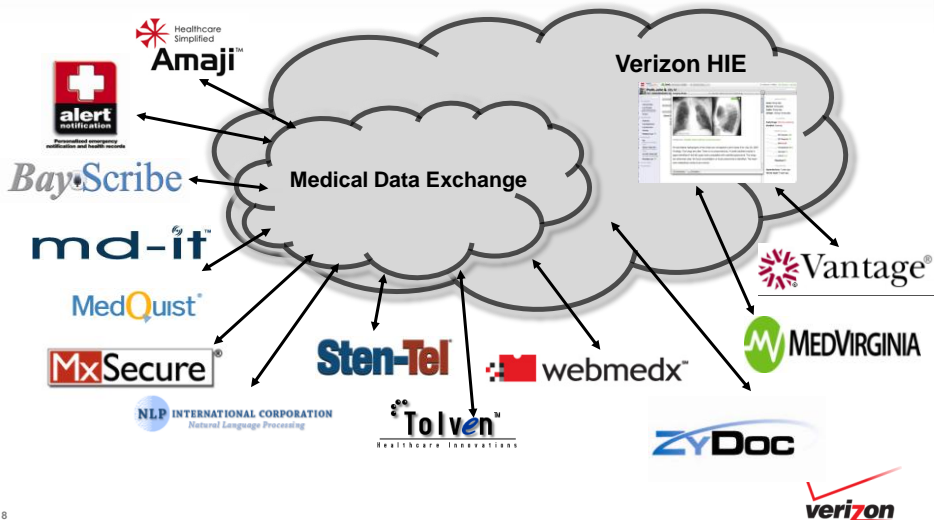 Healthcare
Simplified
Amaji™
Verizon HIE
alert
notification
Personalized emergency
notification and health records
Medical Data Exchange
BayScribe
md-it™
Vantage®
MedQuist®
MEDVIRGINIA
MxSecure®
Sten-Tel®
webmedx™
NLP INTERNATIONAL CORPORATION
Natural Language Processing
Tolven™
Healthcare Innovations
ZyDoc
verizon
8